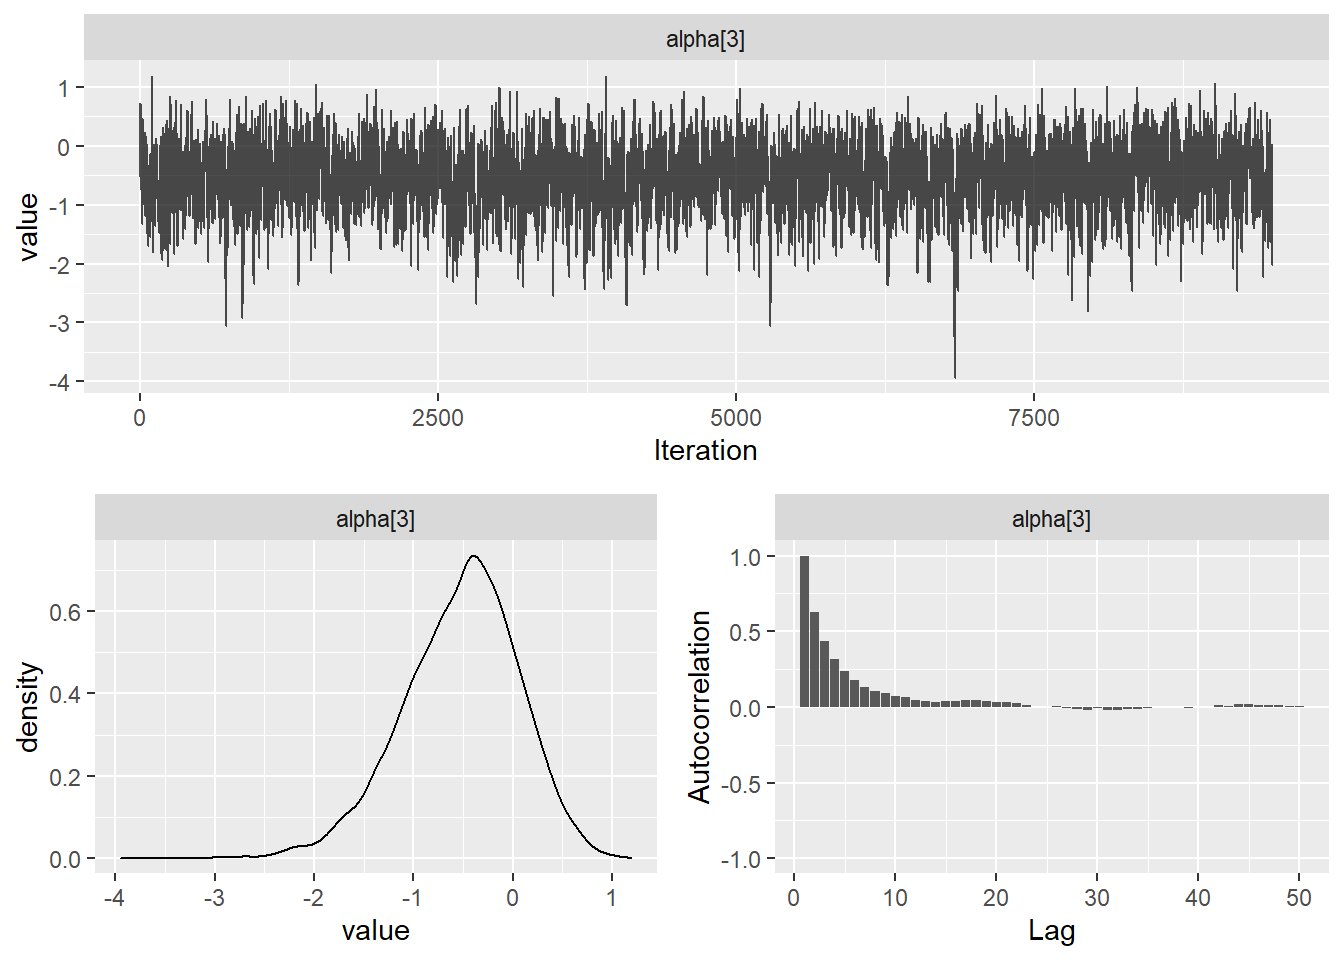 alpha[3]
value
1
0
-1
-2
-3
-4
0 2500 5000 7500
Iteration
alpha[3]
density
0.6
0.4
0.2
0.0
-4 -3 -2 -1 0 1
value
alpha[3]
Autocorrelation
1.0
0.5
0.0
-0.5
-1.0
0 10 20 30 40 50
Lag